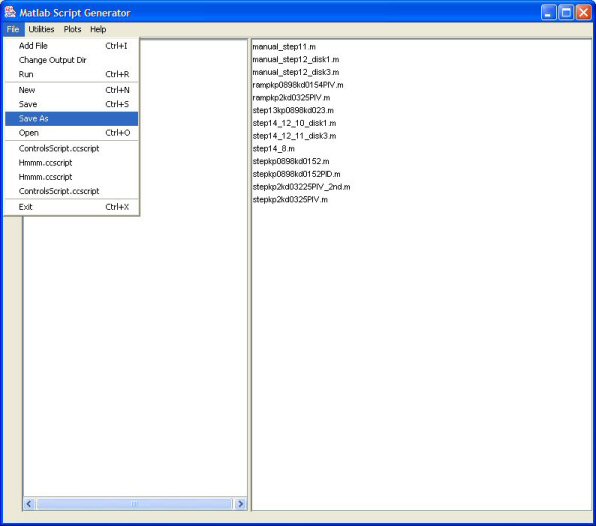 Matlab Script Generator
File Utilities Plots Help
Add File Ctrl+I
Change Output Dir
Run Ctrl+R
New Ctrl+N
Save Ctrl+S
Save As
Open Ctrl+O
ControlsScript.ccscript
Hmmm.ccscript
Hmmm.ccscript
ControlsScript.ccscript
Exit Ctrl+X
manual_step11.m
manual_step12_disk1.m
manual_step12_disk3.m
rampkp0898kd0154PIV.m
rampkp2kd0325PIV.m
step13kp0898kd023.m
step14_12_10_disk1.m
step14_12_11_disk3.m
step14_8.m
stepkp0898kd0152.m
stepkp0898kd0152PID.m
stepkp2kd03225PIV_2nd.m
stepkp2kd0325PIV.m